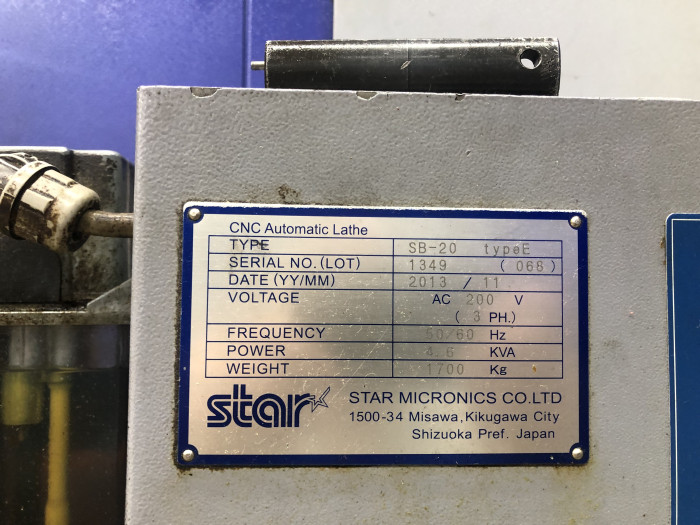 CNC Automatic Lathe
TYPE SB-20 typeE
SERIAL NO.(LOT) 1349 (068)
DATE (YY/MM) 2013 / 11
VOLTAGE AC 200 V
( 3 PH.)
FREQUENCY 50/60 Hz
POWER 4.6 KVA
WEIGHT 1700 Kg
star
STAR MICRONICS CO.LTD
1500-34 Misawa,Kikugawa City
Shizuoka Pref. Japan